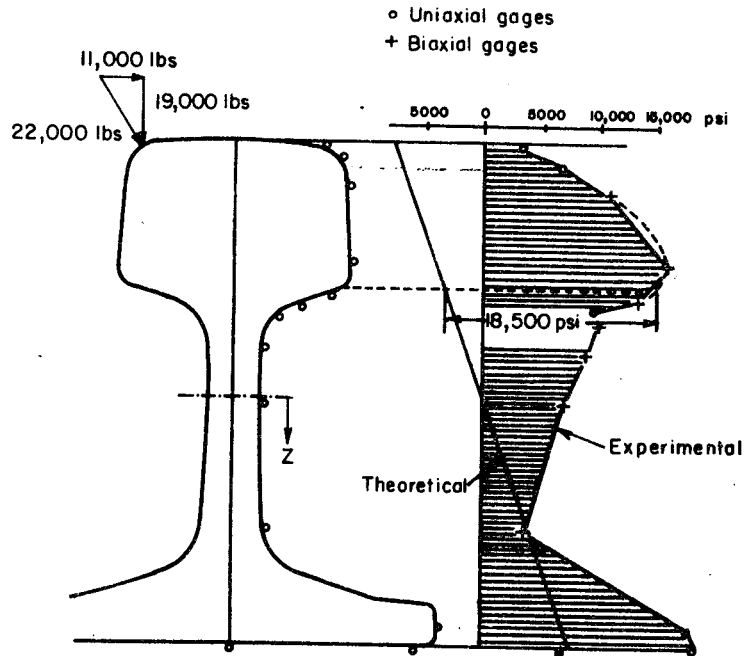 o Uniaxial gages
+ Biaxial gages
11,000 lbs
19,000 lbs
22,000 lbs
5000 0 5000 10,000 15,000 psi
18,500 psi
Z
Experimental
Theoretical